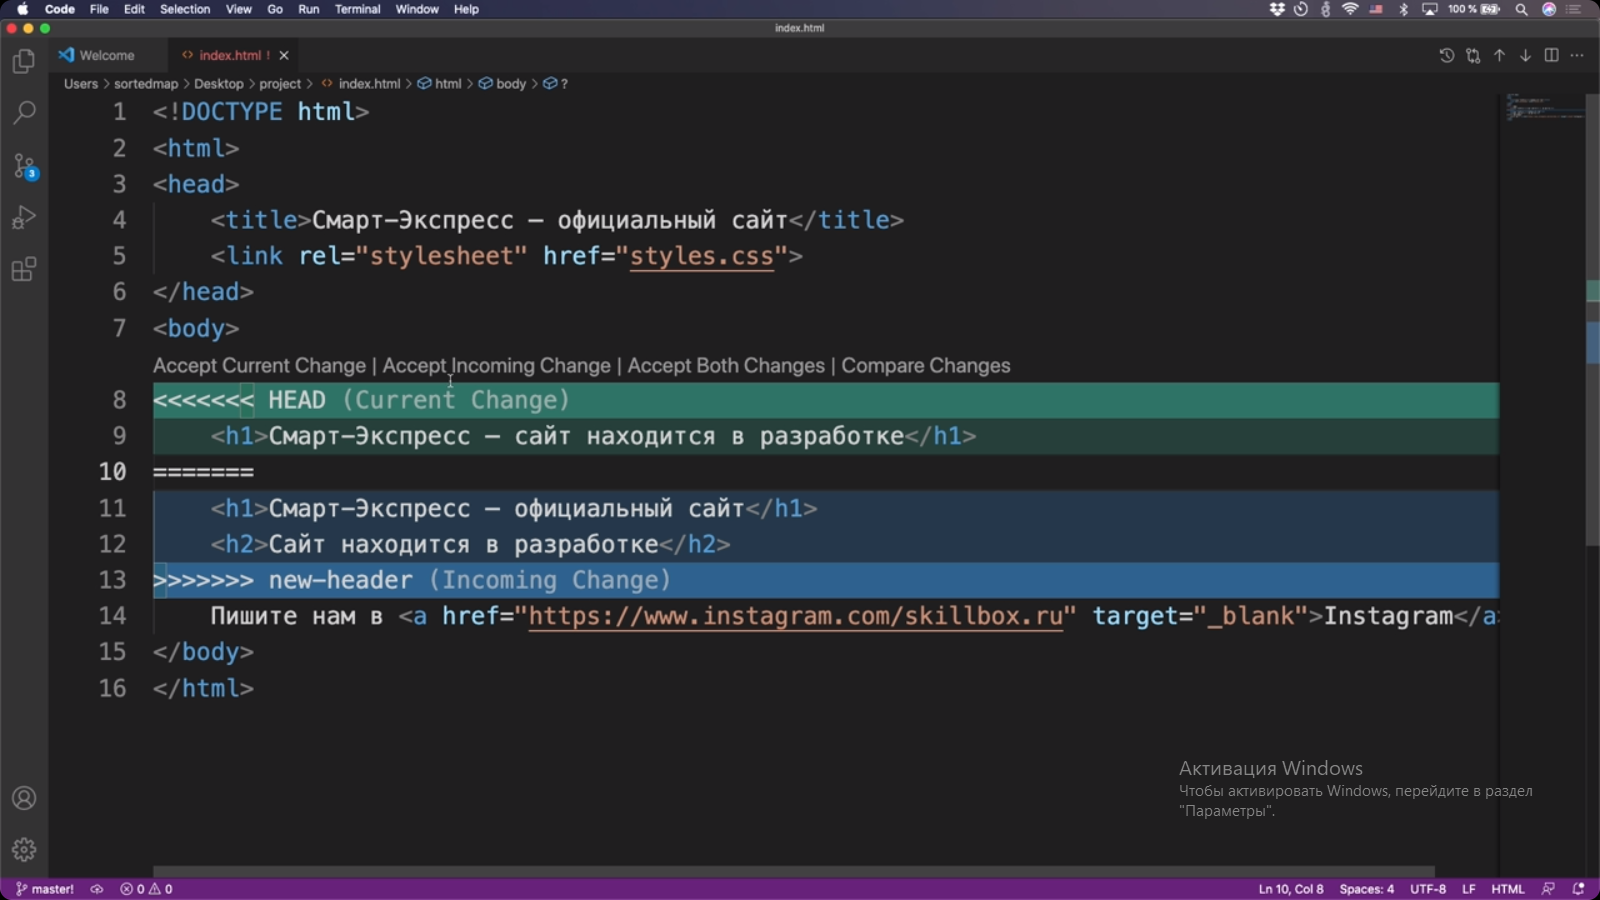 Code File Edit Selection View Go Run Terminal Window Help 100 %
index.html
Welcome index.html !
Users > sortedmap > Desktop > project > index.html > html > body > ?
1 <!DOCTYPE html>
2 <html>
3 <head>
4 <title>Смарт-Экспресс — официальный сайт</title>
5 <link rel="stylesheet" href="styles.css">
6 </head>
7 <body>
Accept Current Change | Accept Incoming Change | Accept Both Changes | Compare Changes
8 <<<<<<< HEAD (Current Change)
9 <h1>Смарт-Экспресс — сайт находится в разработке</h1>
10 =======
11 <h1>Смарт-Экспресс — официальный сайт</h1>
12 <h2>Сайт находится в разработке</h2>
13 >>>>>>> new-header (Incoming Change)
14 Пишите нам в <a href="https://www.instagram.com/skillbox.ru" target="_blank">Instagram</a>
15 </body>
16 </html>
3
Активация Windows
Чтобы активировать Windows, перейдите в раздел
"Параметры".
master! 0 0 Ln 10, Col 8 Spaces: 4 UTF-8 LF HTML